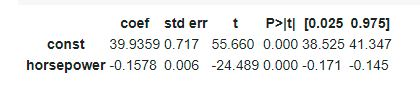 coef std err t P>|t| [0.025 0.975]
const 39.9359 0.717 55.660 0.000 38.525 41.347
horsepower -0.1578 0.006 -24.489 0.000 -0.171 -0.145